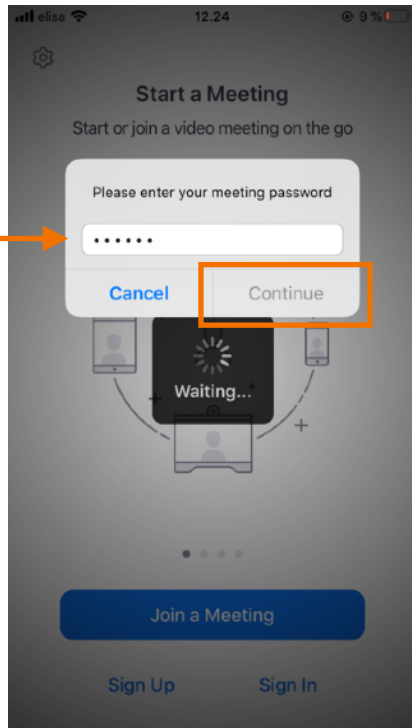 elisa 12.24 9 %
Start a Meeting
Start or join a video meeting on the go
Please enter your meeting password
••••••
Cancel Continue
Waiting...
Join a Meeting
Sign Up Sign In